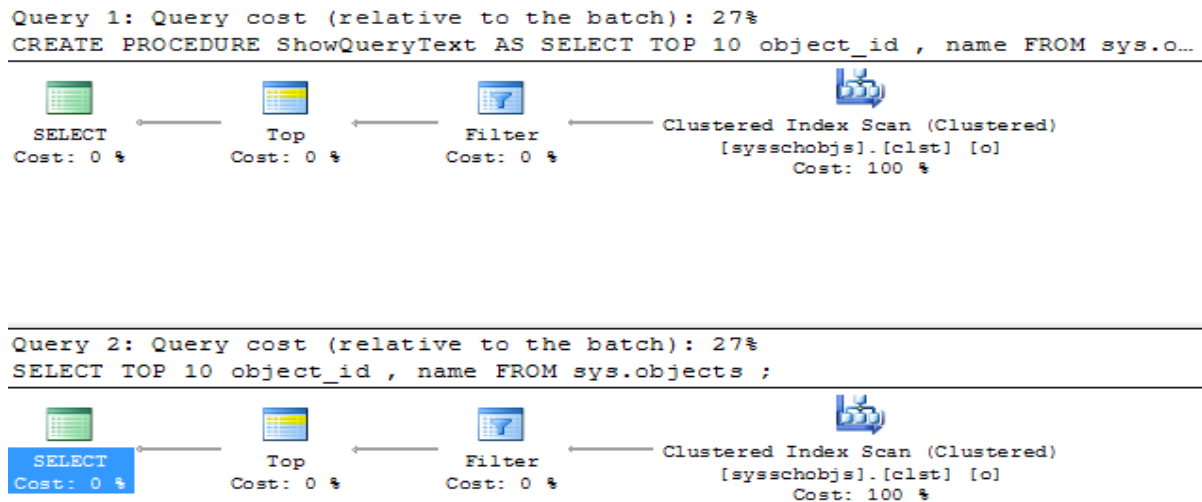 Query 1: Query cost (relative to the batch): 27%
CREATE PROCEDURE ShowQueryText AS SELECT TOP 10 object_id , name FROM sys.o…
SELECT
Cost: 0 %
Top
Cost: 0 %
Filter
Cost: 0 %
Clustered Index Scan (Clustered)
[sysschobjs].[clst] [o]
Cost: 100 %
Query 2: Query cost (relative to the batch): 27%
SELECT TOP 10 object_id , name FROM sys.objects ;
SELECT
Cost: 0 %
Top
Cost: 0 %
Filter
Cost: 0 %
Clustered Index Scan (Clustered)
[sysschobjs].[clst] [o]
Cost: 100 %